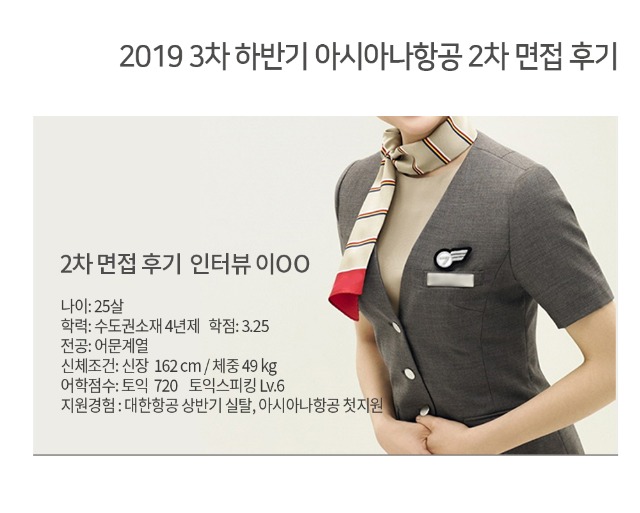 2019 3차 하반기 아시아나항공 2차 면접 후기
2차 면접 후기 인터뷰 이OO
나이: 25살
학력: 수도권소재 4년제 학점: 3.25
전공: 어문계열
신체조건: 신장 162 cm / 체중 49 kg
어학점수: 토익 720 토익스피킹 Lv.6
지원경험 : 대한항공 상반기 실탈, 아시아나항공 첫지원